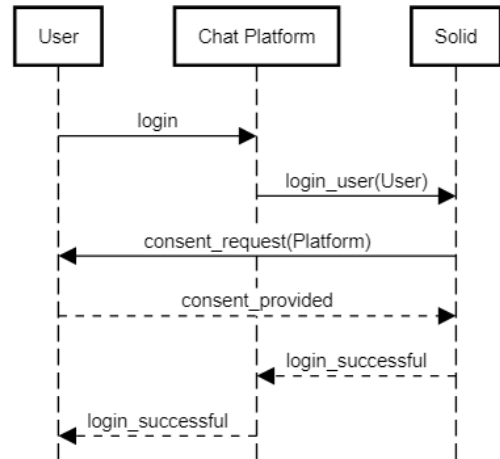 User
Chat Platform
Solid
login
login_user(User)
consent_request(Platform)
consent_provided
login_successful
login_successful